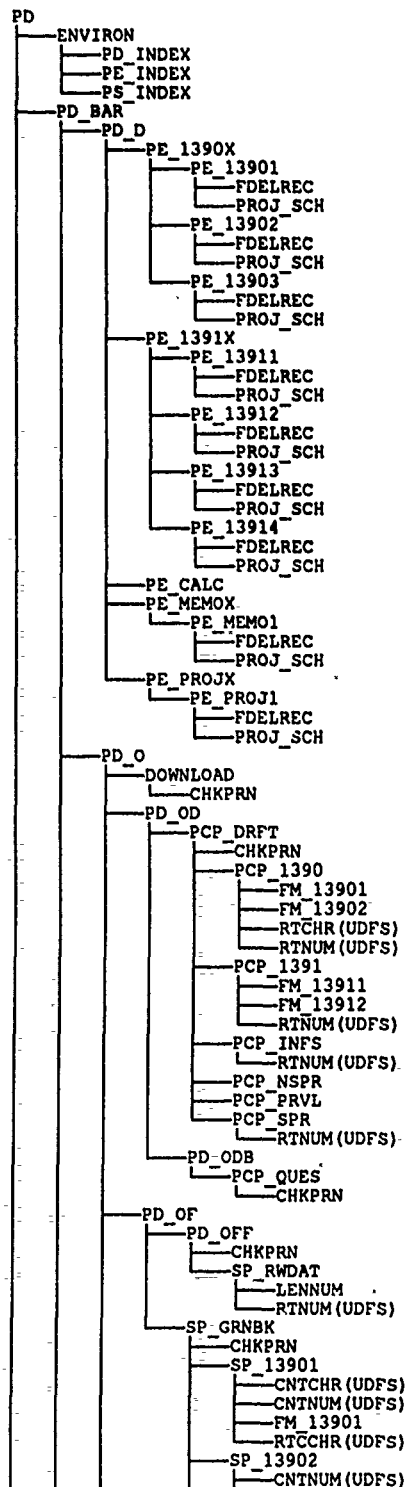 PD
ENVIRON
PD_INDEX
PE_INDEX
PS_INDEX
PD_BAR
PD_D
PE_1390X
PE_13901
FDELREC
PROJ_SCH
PE_13902
FDELREC
PROJ_SCH
PE_13903
FDELREC
PROJ_SCH
PE_1391X
PE_13911
FDELREC
PROJ_SCH
PE_13912
FDELREC
PROJ_SCH
PE_13913
FDELREC
PROJ_SCH
PE_13914
FDELREC
PROJ_SCH
PE_CALC
PE_MEMOX
PE_MEMO1
FDELREC
PROJ_SCH
PE_PROJX
PE_PROJ1
FDELREC
PROJ_SCH
PD_O
DOWNLOAD
CHKPRN
PD_OD
PCP_DRFT
CHKPRN
PCP_1390
FM_13901
FM_13902
RTCHR(UDFS)
RTNUM(UDFS)
PCP_1391
FM_13911
FM_13912
RTNUM(UDFS)
PCP_INFS
RTNUM(UDFS)
PCP_NSPR
PCP_PRVL
PCP_SPR
RTNUM(UDFS)
PD_ODB
PCP_QUES
CHKPRN
PD_OF
PD_OFF
CHKPRN
SP_RWDAT
LENNUM
RTNUM(UDFS)
SP_GRNBK
CHKPRN
SP_13901
CNTCHR(UDFS)
CNTNUM(UDFS)
FM_13901
RTCCHR(UDFS)
SP_13902
CNTNUM(UDFS)